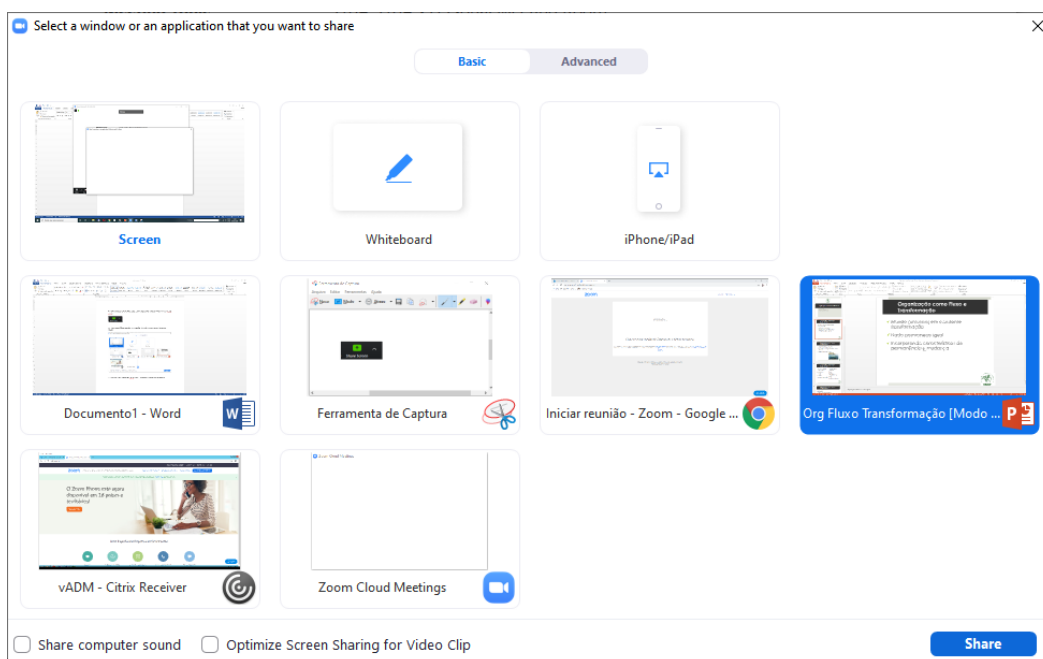 Select a window or an application that you want to share
Basic
Advanced
Screen
Whiteboard
iPhone/iPad
Documento1 - Word
Ferramenta de Captura
Iniciar reunião - Zoom - Google ...
Organização como Fluxo e
Transformação
Org Fluxo Transformação [Modo ...
vADM - Citrix Receiver
Zoom Cloud Meetings
Share computer sound
Optimize Screen Sharing for Video Clip
Share